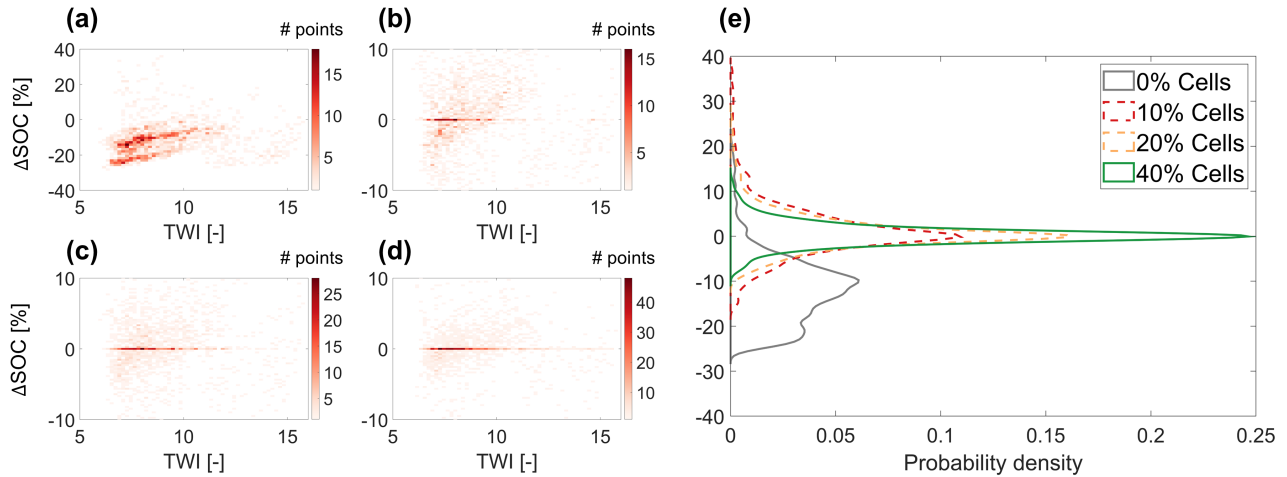 (a)
# points
40
20
0
-20
-40
ΔSOC [%]
5
10
15
TWI [-]
15
10
5
(b)
# points
10
0
-10
5
10
15
TWI [-]
15
10
5
(c)
# points
10
0
-10
ΔSOC [%]
5
10
15
TWI [-]
25
20
15
10
5
(d)
# points
10
0
-10
5
10
15
TWI [-]
40
30
20
10
(e)
40
30
20
10
0
-10
-20
-30
-40
0
0.05
0.1
0.15
0.2
0.25
Probability density
0% Cells
10% Cells
20% Cells
40% Cells